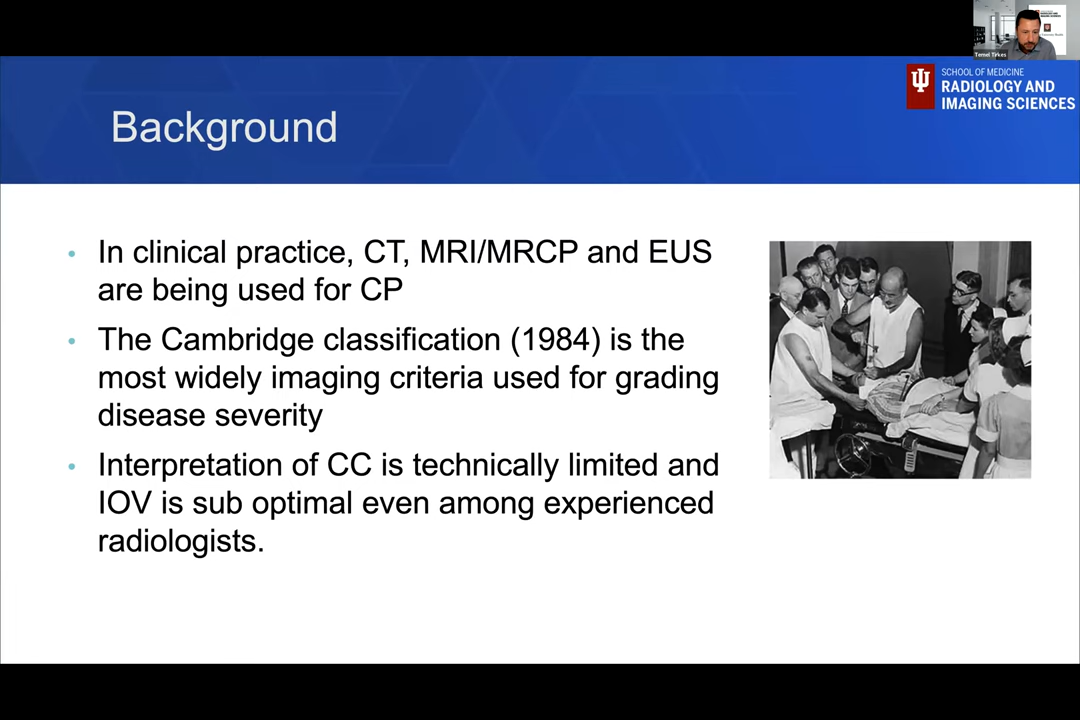 Temel Tirkes
SCHOOL OF MEDICINE
RADIOLOGY AND
IMAGING SCIENCES
Background
• In clinical practice, CT, MRI/MRCP and EUS
are being used for CP
• The Cambridge classification (1984) is the
most widely imaging criteria used for grading
disease severity
• Interpretation of CC is technically limited and
IOV is sub optimal even among experienced
radiologists.